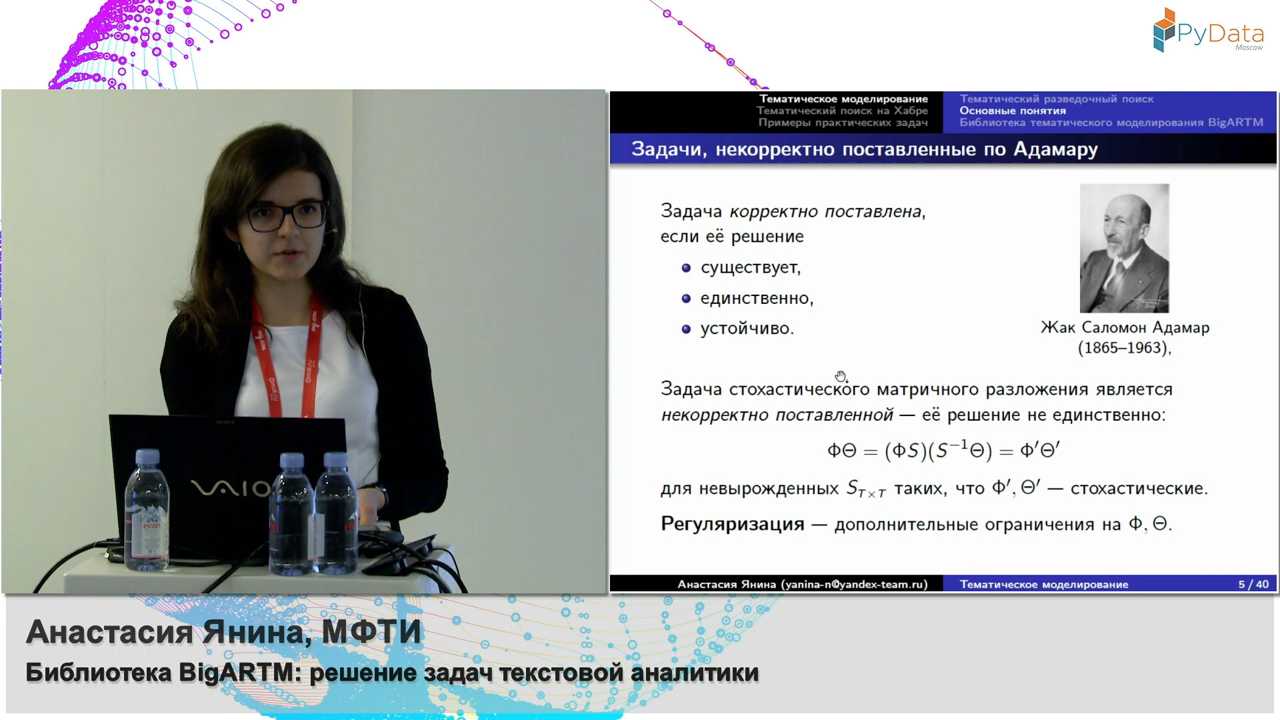 PyData
Moscow
Тематическое моделирование
Тематический поиск на Хабре
Примеры практических задач
Тематический разведочный поиск
Основные понятия
Библиотека тематического моделирования BigARTM
Задачи, некорректно поставленные по Адамару
Задача корректно поставлена,
если её решение
существует,
единственно,
устойчиво.
Жак Саломон Адамар
(1865–1963),
Задача стохастического матричного разложения является
некорректно поставленной — её решение не единственно:
ΦΘ = (ΦS)(S⁻¹Θ) = Φ′Θ′
для невырожденных S_{T×T} таких, что Φ′, Θ′ — стохастические.
Регуляризация — дополнительные ограничения на Φ, Θ.
Анастасия Янина (yanina-n@yandex-team.ru)
Тематическое моделирование
5 / 40
VAIO
evian
Анастасия Янина, МФТИ
Библиотека BigARTM: решение задач текстовой аналитики